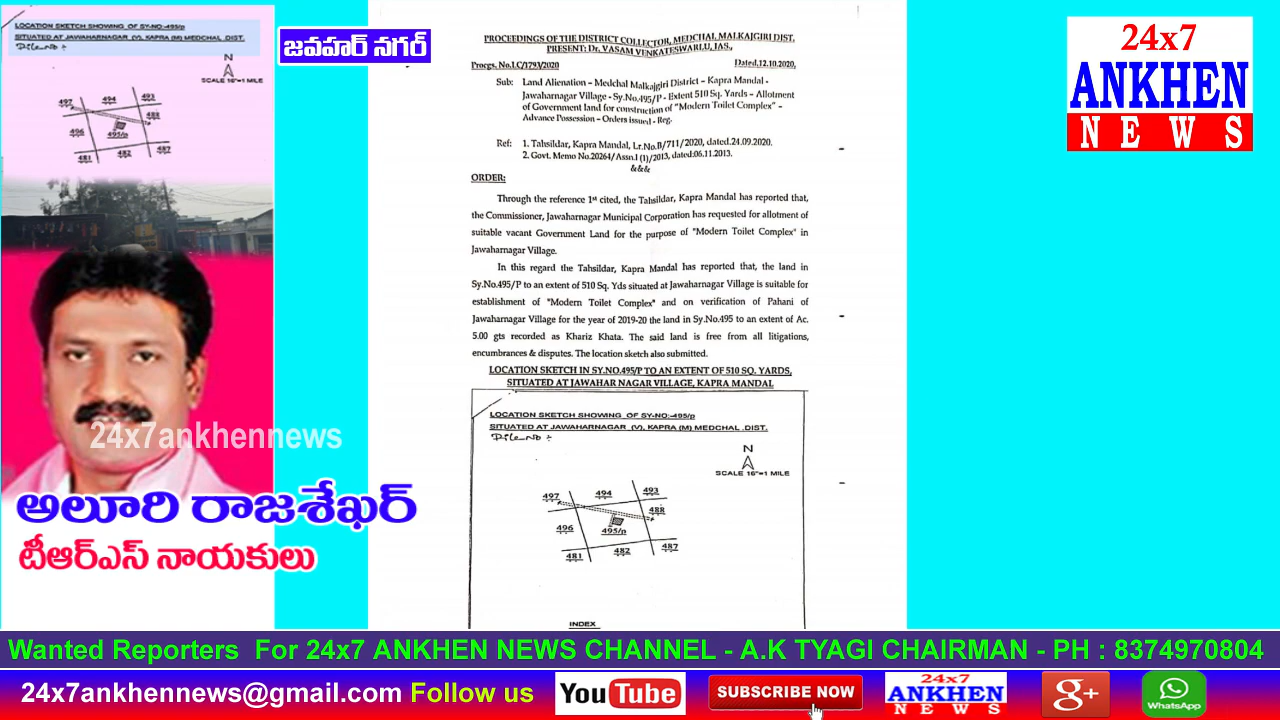 LOCATION SKETCH SHOWING OF SY-NO:-495/p
SITUATED AT JAWAHARNAGAR (V), KAPRA (M) MEDCHAL .DIST.
N
SCALE 16"=1 MILE
497 494 493
488
496 495/p
481 482 487
జవహర్ నగర్
24x7ankhennews
అలూరి రాజశేఖర్
టీఆర్ఎస్ నాయకులు
PROCEEDINGS OF THE DISTRICT COLLECTOR, MEDCHAL MALKAJGIRI DIST,
PRESENT: Dr. VASAM VENKATESWARLU, IAS.,
Procgs. No.LC/1793/2020 Dated.12.10.2020,
Sub: Land Alienation – Medchal Malkajgiri District – Kapra Mandal -
Jawaharnagar Village - Sy.No.495/P - Extent 510 Sq. Yards – Allotment
of Government land for construction of "Modern Toilet Complex" –
Advance Possession – Orders issued - Reg.
Ref: 1. Tahsildar, Kapra Mandal, Lr.No.B/711/2020, dated.24.09.2020.
2. Govt. Memo No.20264/Assn.I (1)/2013, dated:06.11.2013.
&&&
ORDER:
Through the reference 1st cited, the Tahsildar, Kapra Mandal has reported that,
the Commissioner, Jawaharnagar Municipal Corporation has requested for allotment of
suitable vacant Government Land for the purpose of "Modern Toilet Complex" in
Jawaharnagar Village.
In this regard the Tahsildar, Kapra Mandal has reported that, the land in
Sy.No.495/P to an extent of 510 Sq. Yds situated at Jawaharnagar Village is suitable for
establishment of "Modern Toilet Complex" and on verification of Pahani of
Jawaharnagar Village for the year of 2019-20 the land in Sy.No.495 to an extent of Ac.
5.00 gts recorded as Khariz Khata. The said land is free from all litigations,
encumbrances & disputes. The location sketch also submitted.
LOCATION SKETCH IN SY.NO.495/P TO AN EXTENT OF 510 SQ. YARDS,
SITUATED AT JAWAHAR NAGAR VILLAGE, KAPRA MANDAL
LOCATION SKETCH SHOWING OF SY-NO:-495/p
SITUATED AT JAWAHARNAGAR (V), KAPRA (M) MEDCHAL .DIST.
N
SCALE 16"=1 MILE
497 494 493
488
496 495/p
481 482 487
INDEX
24x7
ANKHEN
NEWS
Wanted Reporters For 24x7 ANKHEN NEWS CHANNEL - A.K TYAGI CHAIRMAN - PH : 8374970804
24x7ankhennews@gmail.com Follow us YouTube SUBSCRIBE NOW 24x7 ANKHEN NEWS g+ WhatsApp